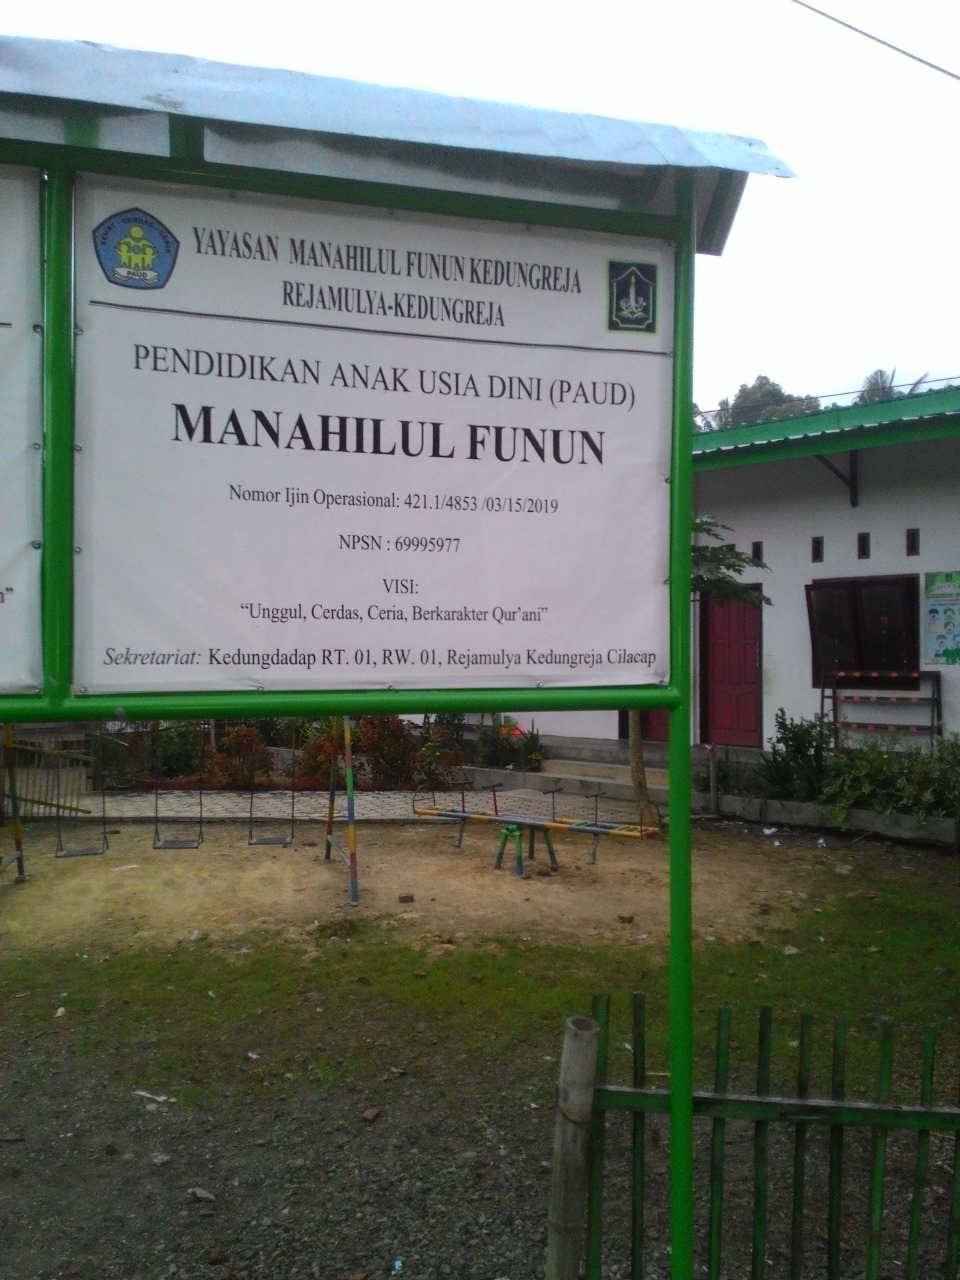 YAYASAN MANAHILUL FUNUN KEDUNGREJA
REJAMULYA-KEDUNGREJA
PAUD
PENDIDIKAN ANAK USIA DINI (PAUD)
MANAHILUL FUNUN
Nomor Ijin Operasional: 421.1/4853 /03/15/2019
NPSN : 69995977
VISI:
“Unggul, Cerdas, Ceria, Berkarakter Qur’ani”
Sekretariat: Kedungdadap RT. 01, RW. 01, Rejamulya Kedungreja Cilacap